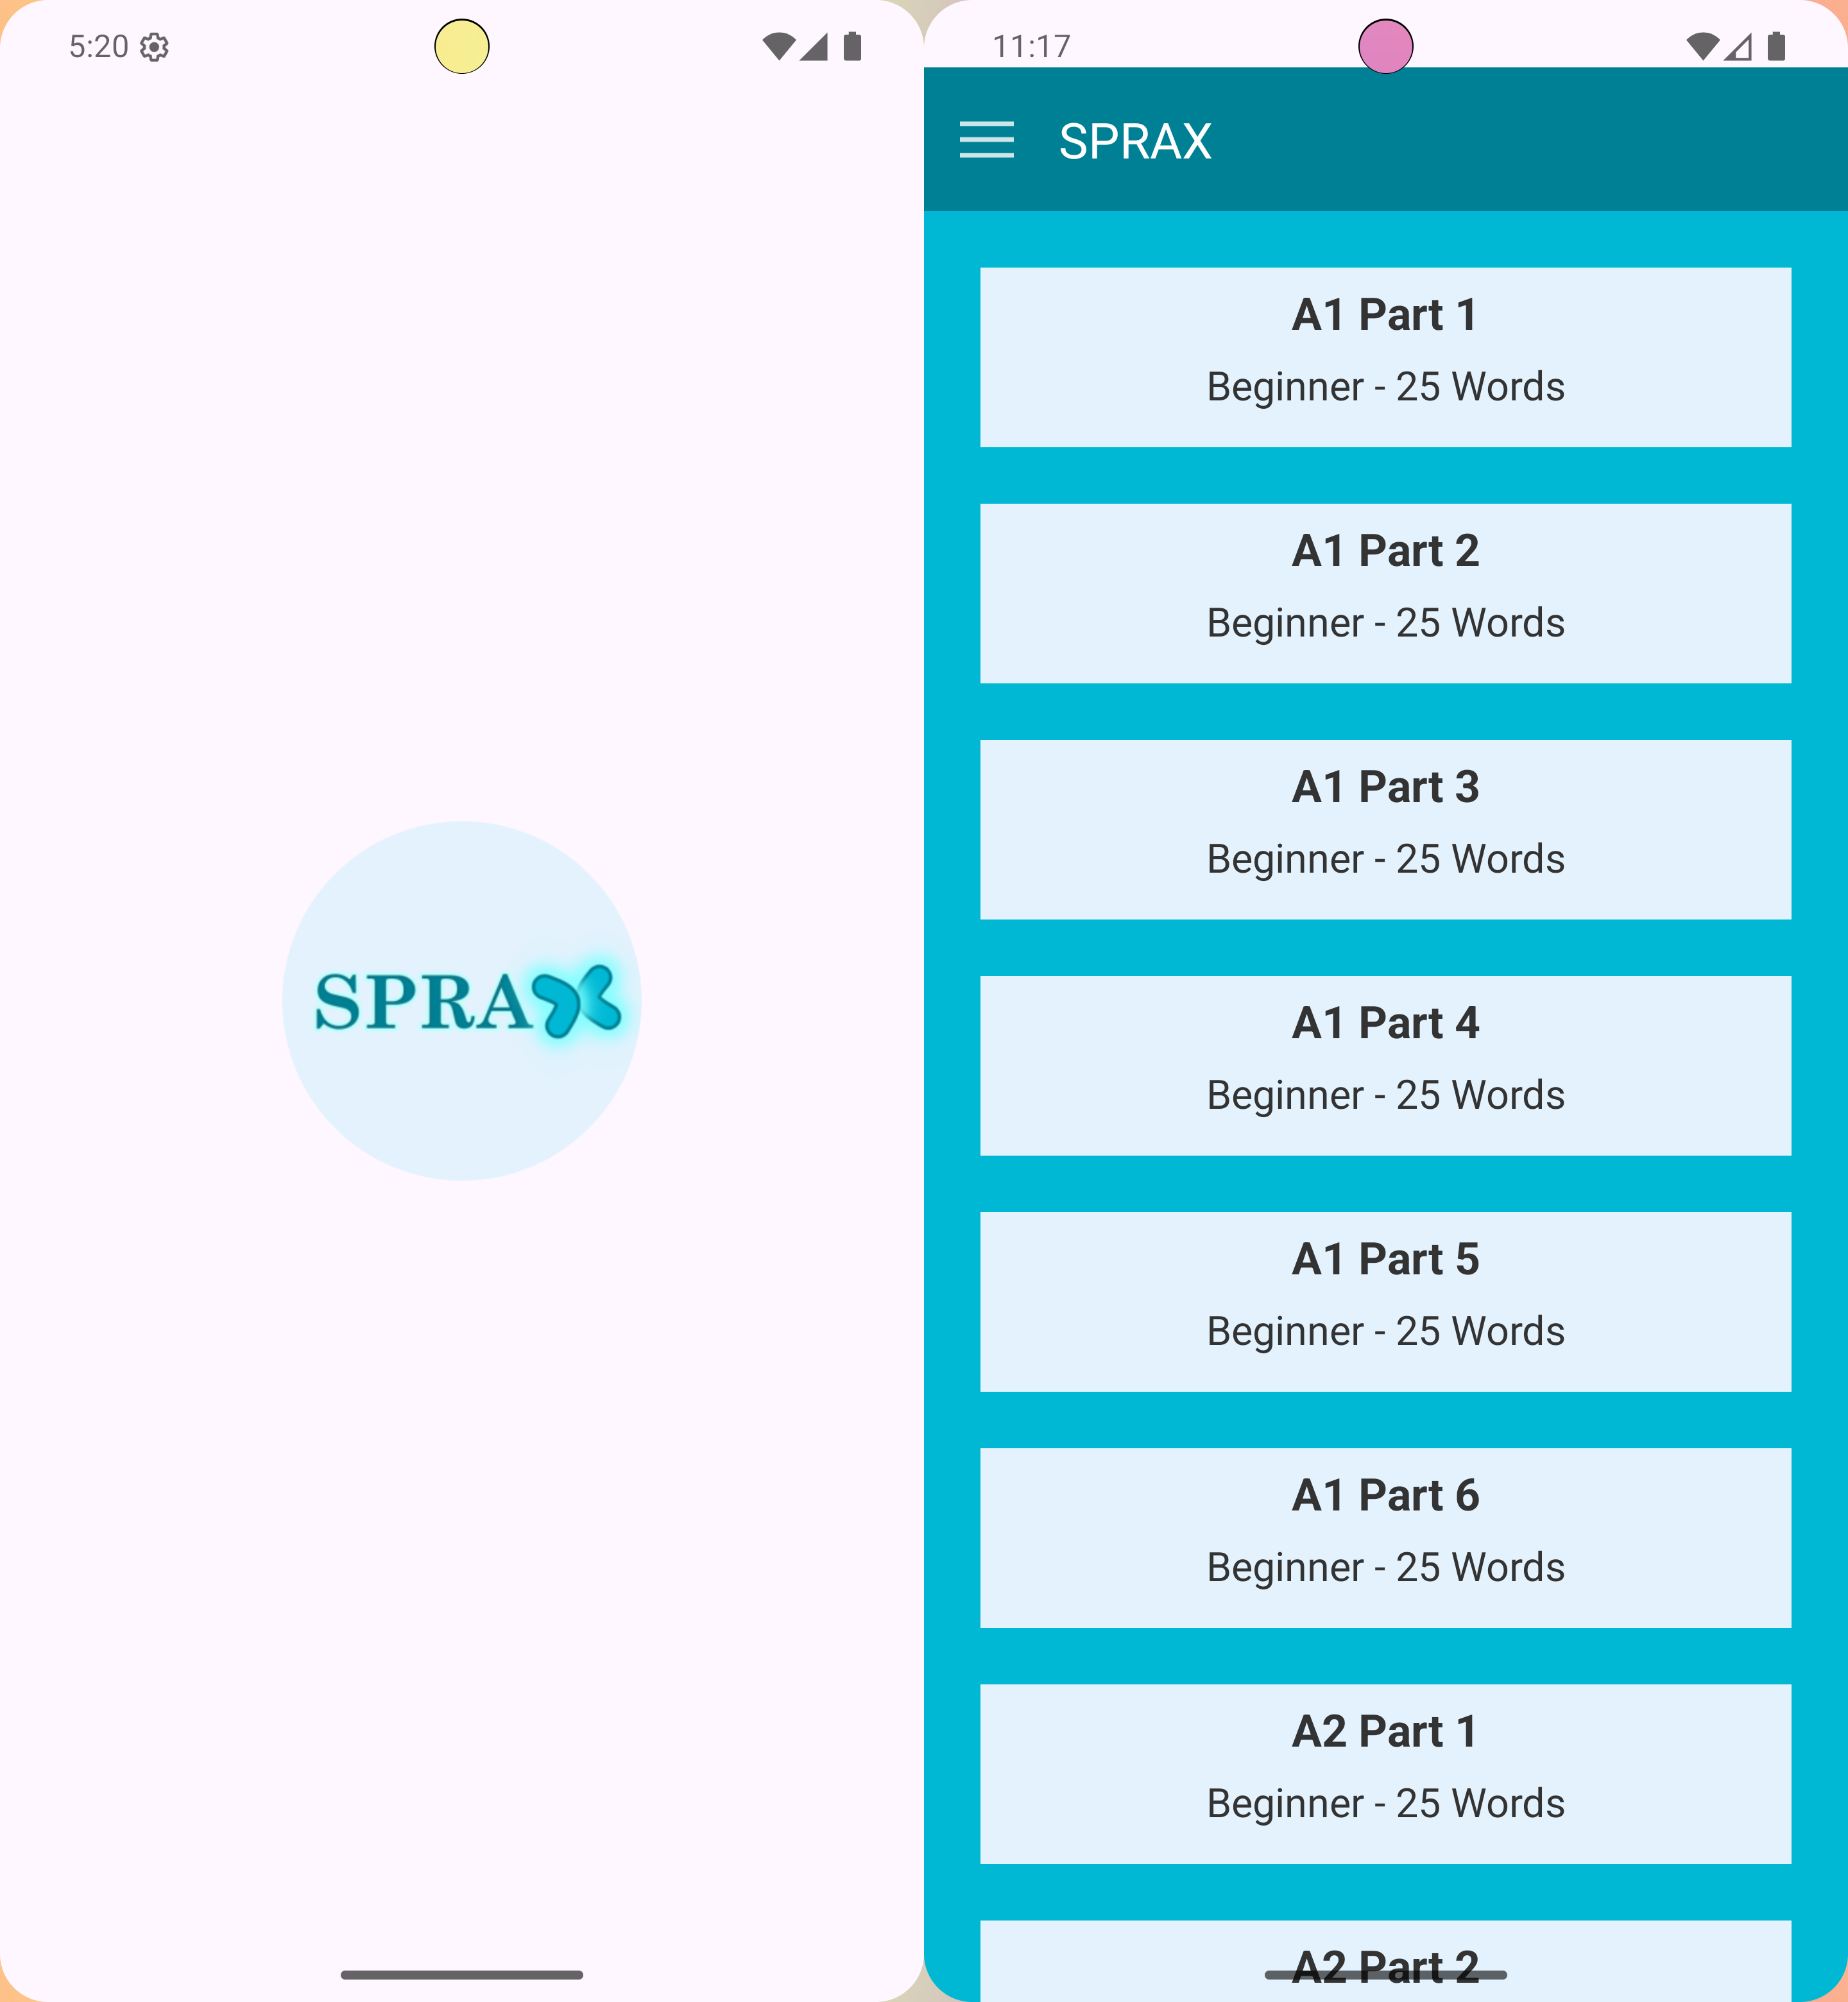 5:20
SPRAX
11:17
SPRAX
A1 Part 1
Beginner - 25 Words
A1 Part 2
Beginner - 25 Words
A1 Part 3
Beginner - 25 Words
A1 Part 4
Beginner - 25 Words
A1 Part 5
Beginner - 25 Words
A1 Part 6
Beginner - 25 Words
A2 Part 1
Beginner - 25 Words
A2 Part 2